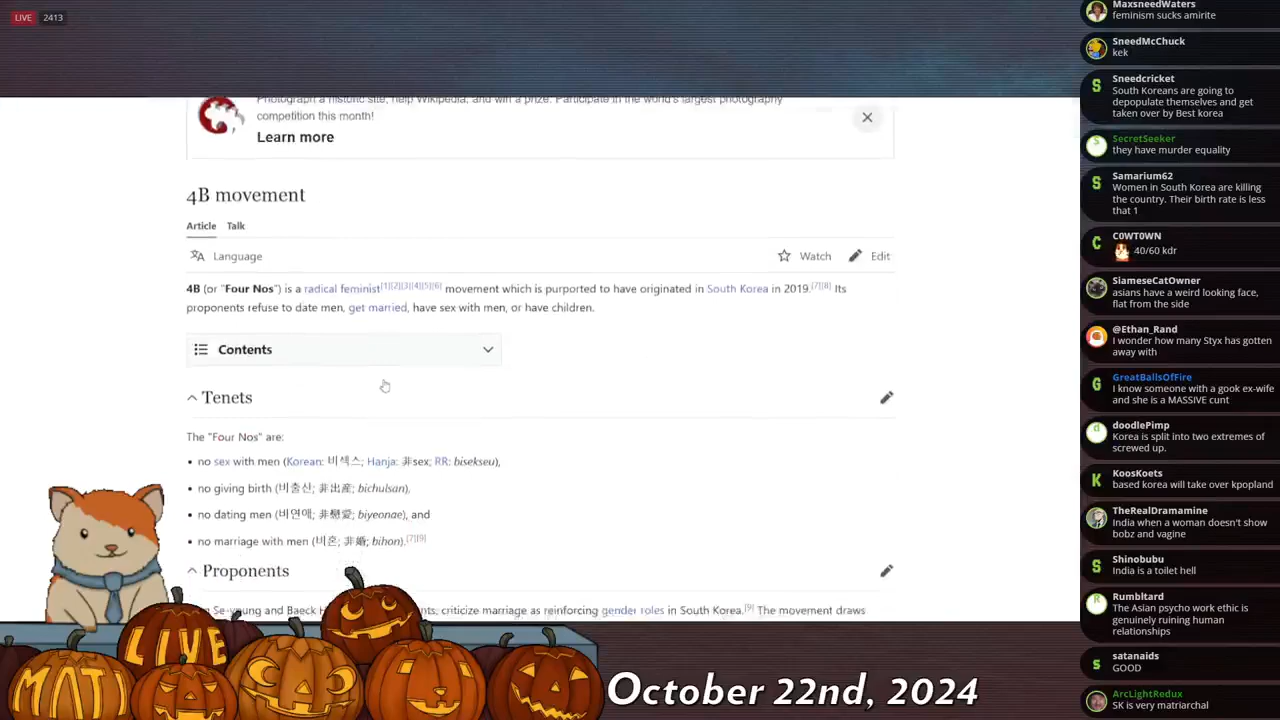 LIVE 2413
Photograph a historic site, help Wikipedia, and win a prize. Participate in the world's largest photography
competition this month!
Learn more
4B movement
Article Talk
Language Watch Edit
4B (or "Four Nos") is a radical feminist[1][2][3][4][5][6] movement which is purported to have originated in South Korea in 2019.[7][8] Its
proponents refuse to date men, get married, have sex with men, or have children.
Contents
Tenets
The "Four Nos" are:
• no sex with men (Korean: 비섹스; Hanja: 非sex; RR: bisekseu),
• no giving birth (비출산; 非出産; bichulsan),
• no dating men (비연애; 非戀愛; biyeonae), and
• no marriage with men (비혼; 非婚; bihon).[7][9]
Proponents
Se-young and Baeck criticize marriage as reinforcing gender roles in South Korea.[9] The movement draws
LIVE
MATI
October 22nd, 2024
MaxsneedWaters
feminism sucks amirite
SneedMcChuck
kek
Sneedcricket
South Koreans are going to
depopulate themselves and get
taken over by Best korea
SecretSeeker
they have murder equality
Samarium62
Women in South Korea are killing
the country. Their birth rate is less
that 1
C0WT0WN
40/60 kdr
SiameseCatOwner
asians have a weird looking face,
flat from the side
@Ethan_Rand
I wonder how many Styx has gotten
away with
GreatBallsOfFire
I know someone with a gook ex-wife
and she is a MASSIVE cunt
doodlePimp
Korea is split into two extremes of
screwed up.
KoosKoets
based korea will take over kpopland
TheRealDramamine
India when a woman doesn't show
bobz and vagine
Shinobubu
India is a toilet hell
Rumbltard
The Asian psycho work ethic is
genuinely ruining human
relationships
satanaids
GOOD
ArcLightRedux
SK is very matriarchal